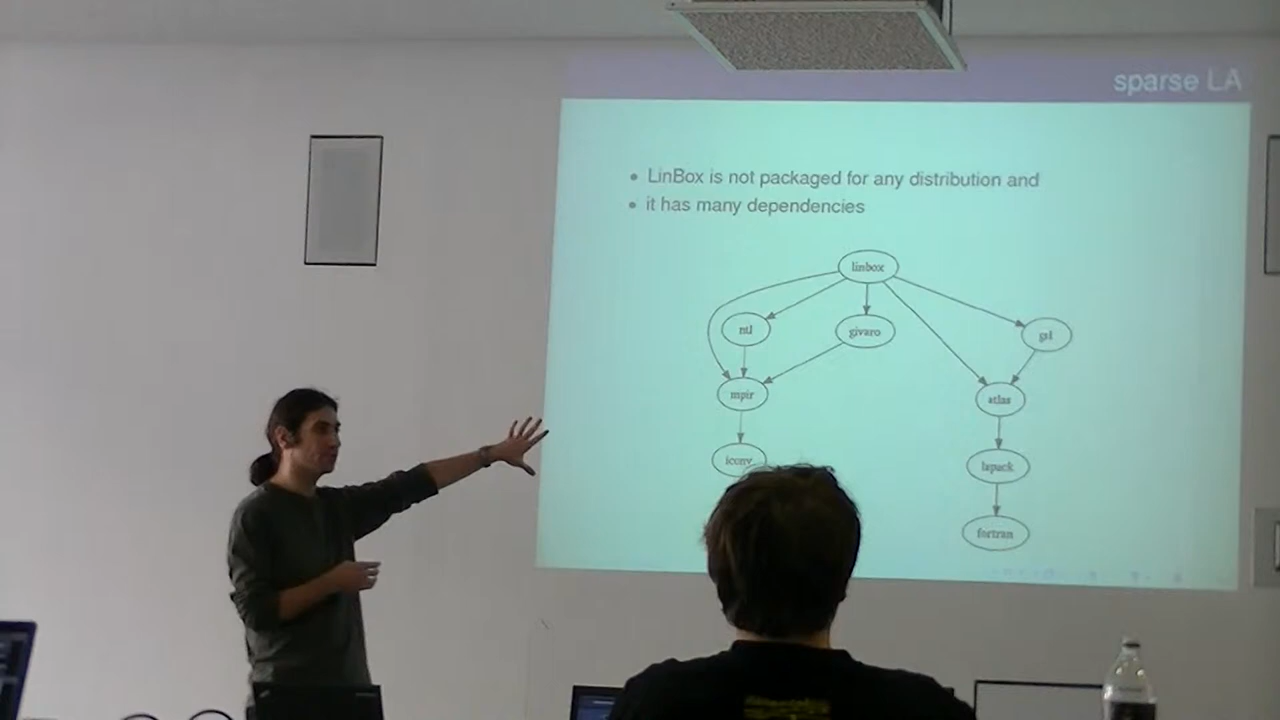 sparse LA
• LinBox is not packaged for any distribution and
• it has many dependencies
linbox
ntl
givaro
gsl
mpir
atlas
iconv
lapack
fortran